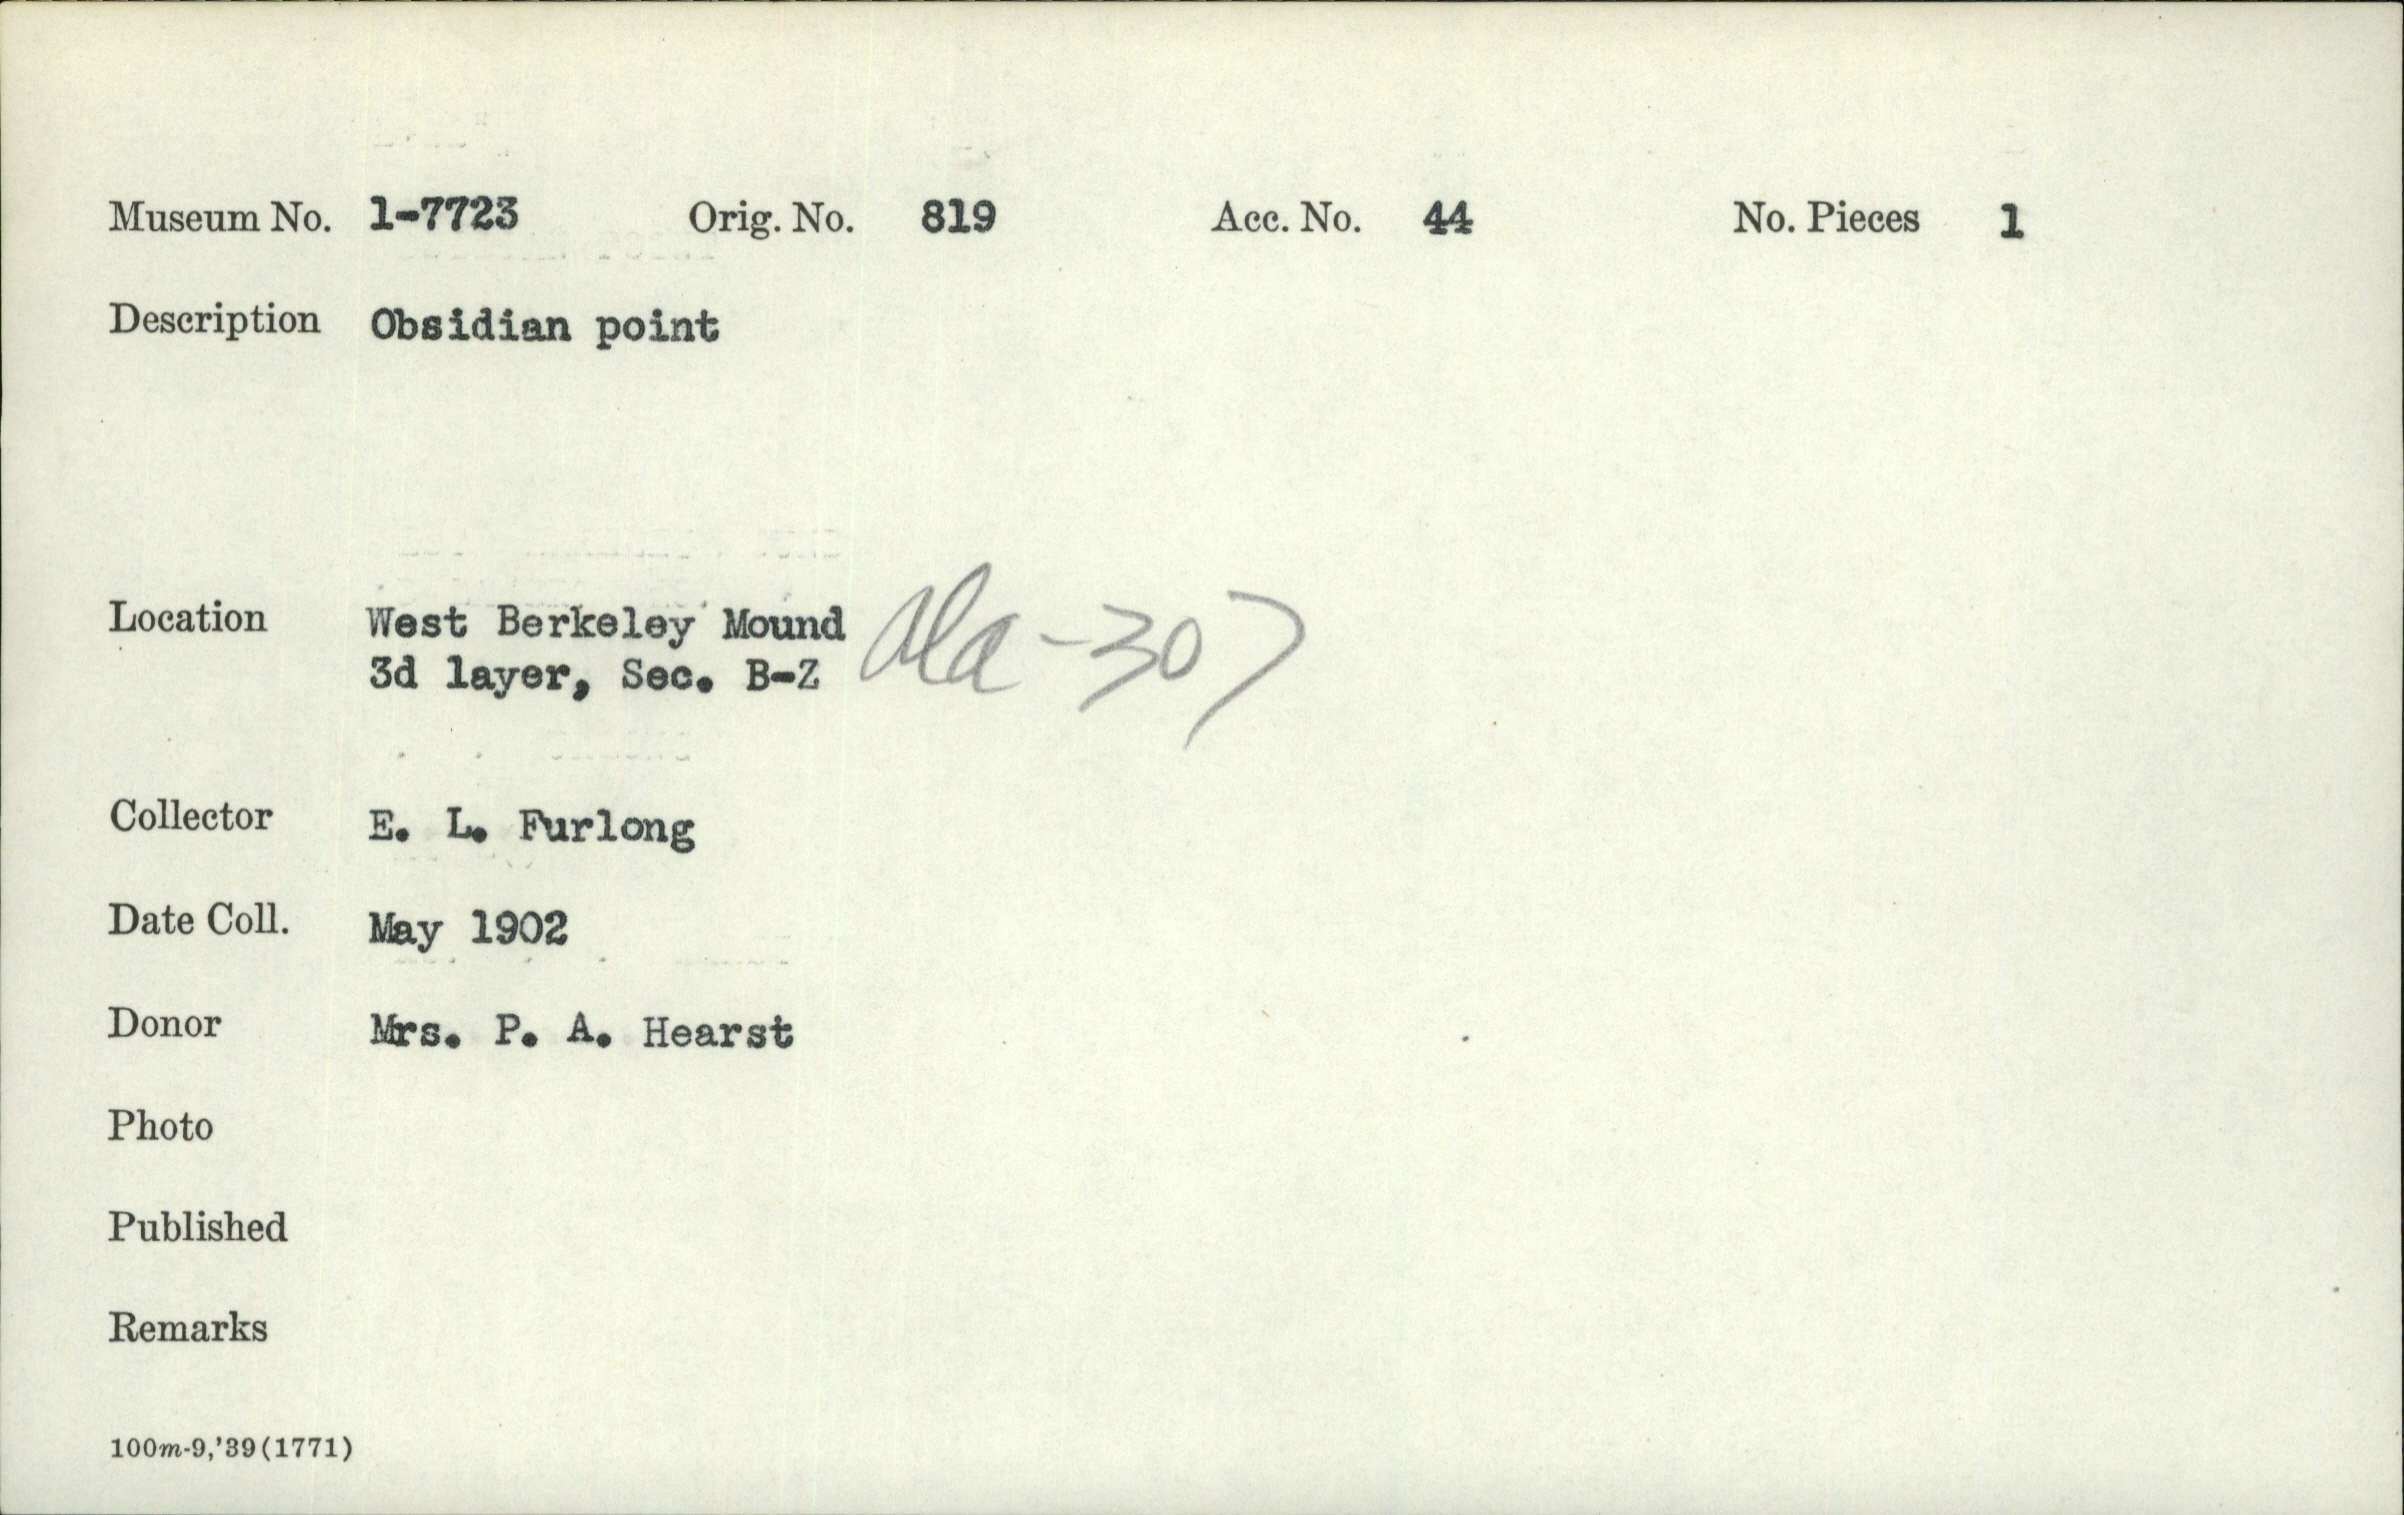 Museum No. 1-7723 Orig. No. 819 Acc. No. 44 No. Pieces 1
Description Obsidian point
Location West Berkeley Mound Ala-307
3d layer, Sec. B-Z
Collector E. L. Furlong
Date Coll. May 1902
Donor Mrs. P. A. Hearst
Photo
Published
Remarks
100m-9,'39(1771)